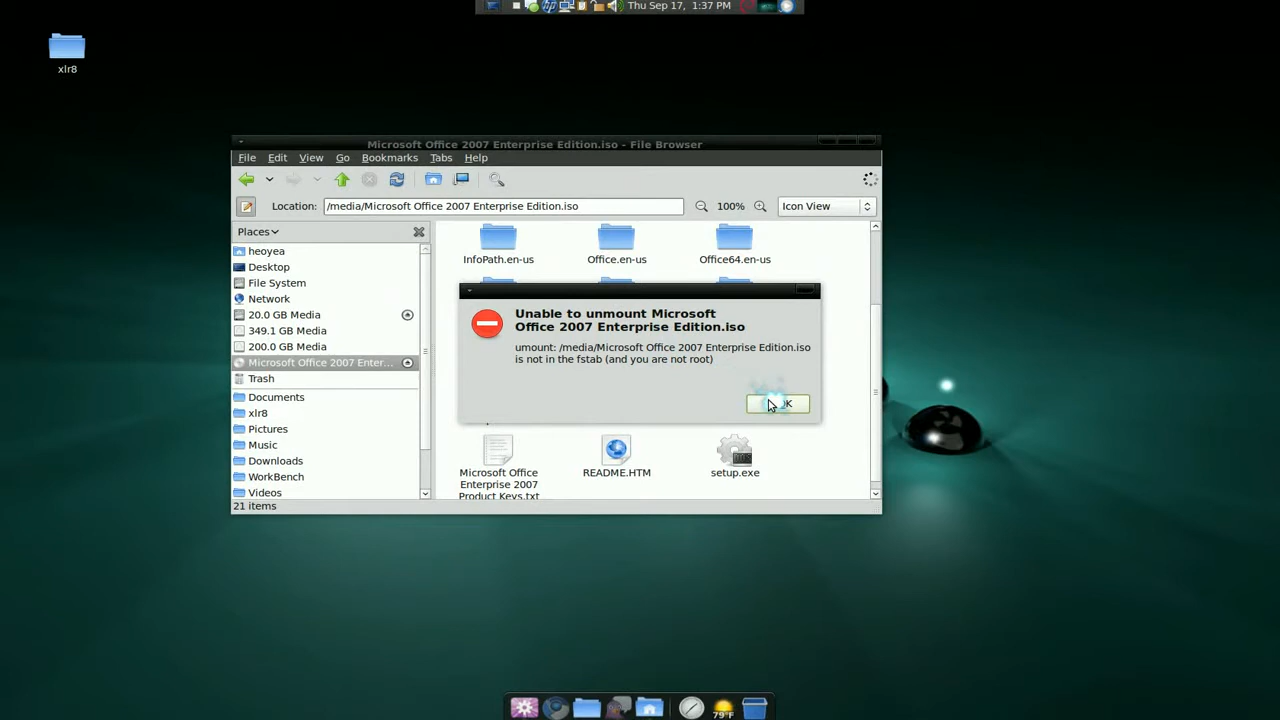 Thu Sep 17, 1:37 PM
xlr8
Microsoft Office 2007 Enterprise Edition.iso - File Browser
File Edit View Go Bookmarks Tabs Help
Location: /media/Microsoft Office 2007 Enterprise Edition.iso 100% Icon View
Places
heoyea
Desktop
File System
Network
20.0 GB Media
349.1 GB Media
200.0 GB Media
Microsoft Office 2007 Enter...
Trash
Documents
xlr8
Pictures
Music
Downloads
WorkBench
Videos
InfoPath.en-us Office.en-us Office64.en-us
Unable to unmount Microsoft
Office 2007 Enterprise Edition.iso
umount: /media/Microsoft Office 2007 Enterprise Edition.iso
is not in the fstab (and you are not root)
Microsoft Office
Enterprise 2007
Product Keys.txt
README.HTM
setup.exe
21 items
79°F